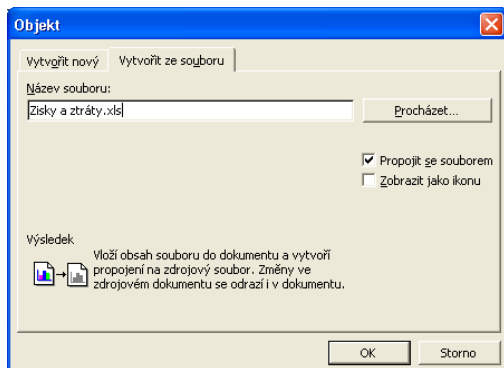 Objekt
Vytvořit nový
Vytvořit ze souboru
Název souboru:
Zisky a ztráty.xls
Procházet...
Propojit se souborem
Zobrazit jako ikonu
Výsledek
Vloží obsah souboru do dokumentu a vytvoří
propojení na zdrojový soubor. Změny ve
zdrojovém dokumentu se odrazí i v dokumentu.
OK
Storno